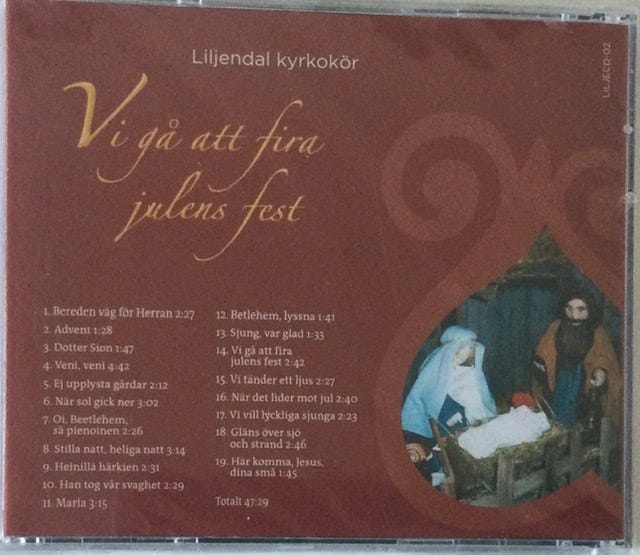 Liljendal kyrkokör
LILJECD-02
Vi gå att fira
julens fest
1. Bereden väg för Herran 2:27
2. Advent 1:28
3. Dotter Sion 1:47
4. Veni, veni 4:42
5. Ej upplysta gårdar 2:12
6. När sol gick ner 3:02
7. Oi, Beetlehem,
så pienoinen 2:26
8. Stilla natt, heliga natt 3:14
9. Heinillä härkien 2:31
10. Han tog vår svaghet 2:29
11. Maria 3:15
12. Betlehem, lyssna 1:41
13. Sjung, var glad 1:33
14. Vi gå att fira
julens fest 2:42
15. Vi tänder ett ljus 2:27
16. När det lider mot jul 2:40
17. Vi vill lyckliga sjunga 2:23
18. Gläns över sjö
och strand 2:46
19. Här komma, Jesus,
dina små 1:45
Totalt 47:29